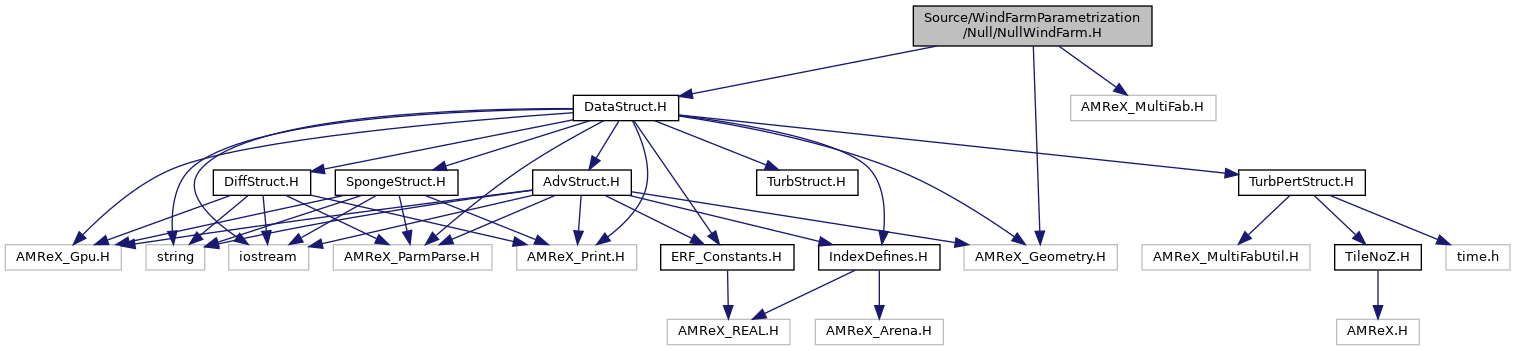 Source/WindFarmParametrization
/Null/NullWindFarm.H
DataStruct.H
AMReX_MultiFab.H
DiffStruct.H
SpongeStruct.H
AdvStruct.H
TurbStruct.H
TurbPertStruct.H
AMReX_Gpu.H
string
iostream
AMReX_ParmParse.H
AMReX_Print.H
ERF_Constants.H
IndexDefines.H
AMReX_Geometry.H
AMReX_MultiFabUtil.H
TileNoZ.H
time.h
AMReX_REAL.H
AMReX_Arena.H
AMReX.H